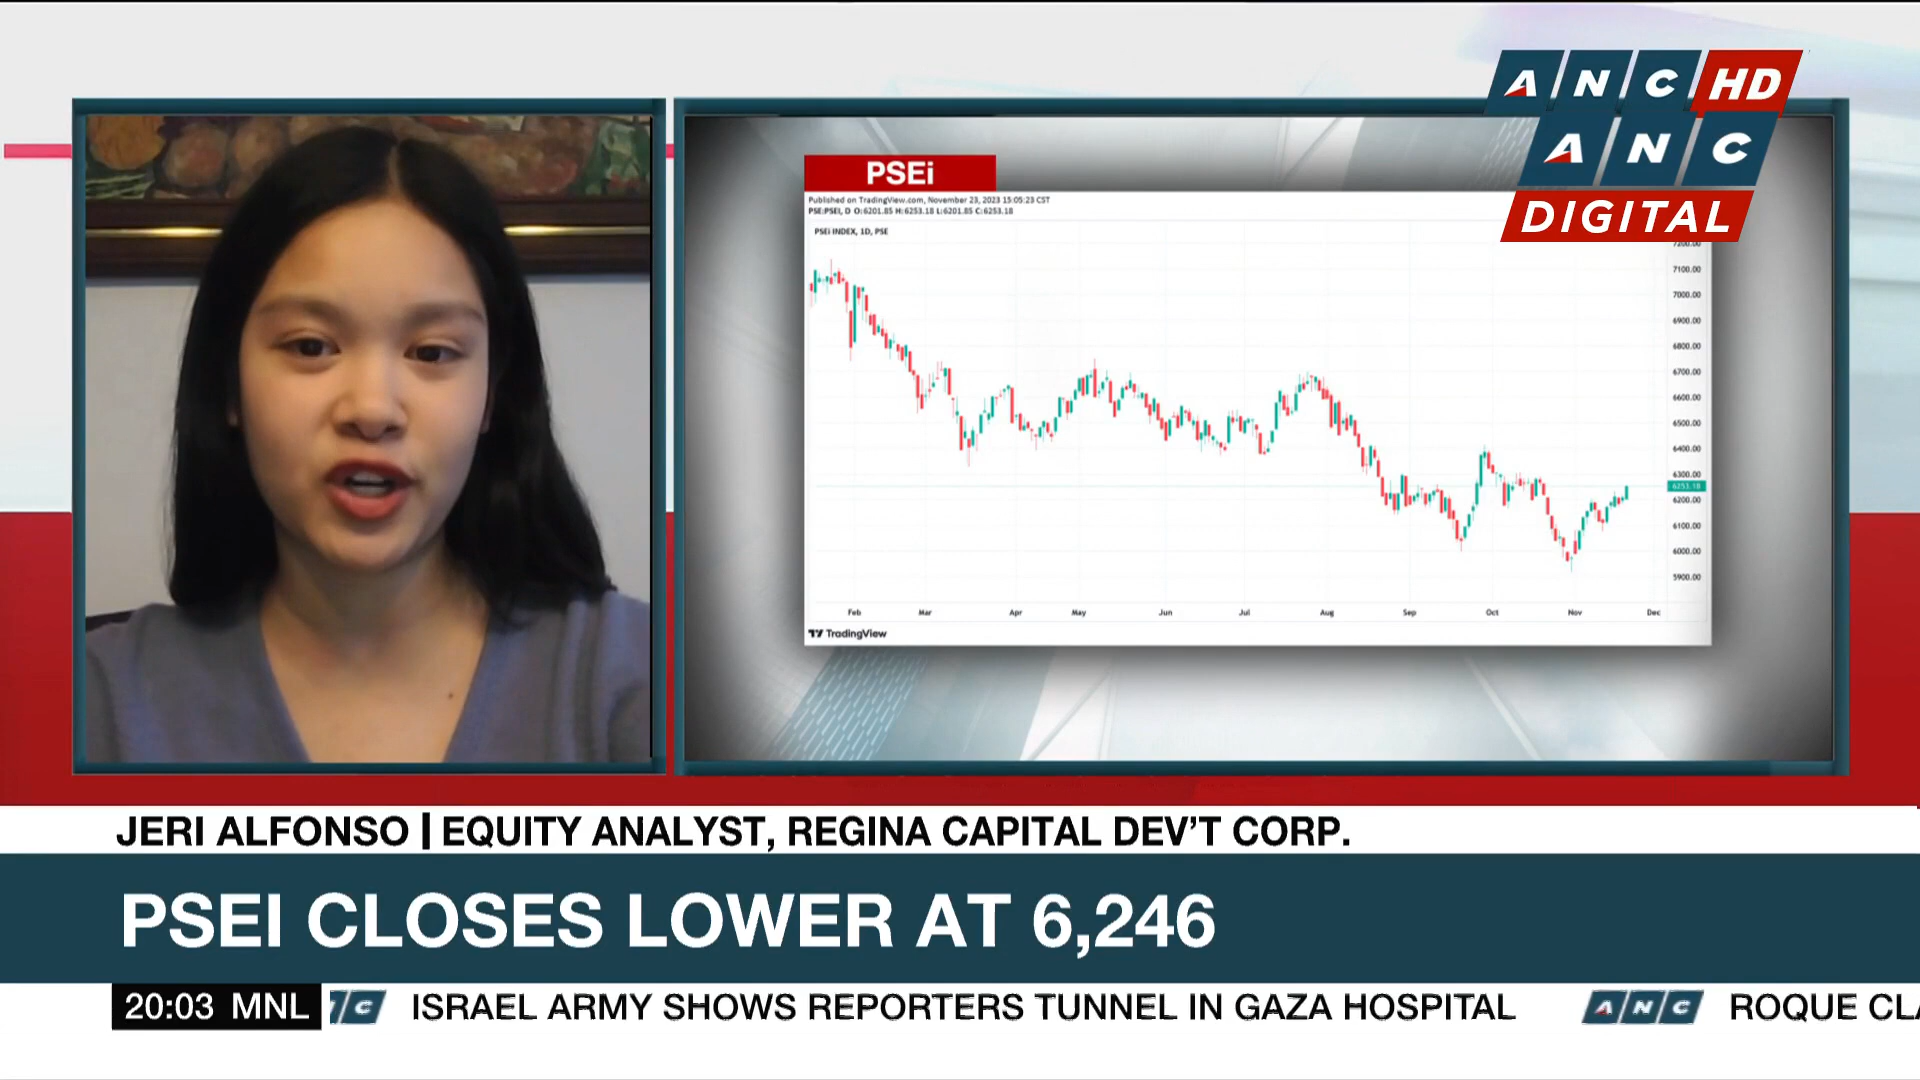 ANC HD
ANC
DIGITAL
PSEi
Published on TradingView.com, November 23, 2023 15:05:23 CST
PSE:PSEI, D O:6201.85 H:6253.18 L:6201.85 C:6253.18
PSEi INDEX, 1D, PSE
7200.00
7100.00
7000.00
6900.00
6800.00
6700.00
6600.00
6500.00
6400.00
6300.00
6253.18
6200.00
6100.00
6000.00
5900.00
Feb Mar Apr May Jun Jul Aug Sep Oct Nov Dec
TradingView
JERI ALFONSO | EQUITY ANALYST, REGINA CAPITAL DEV'T CORP.
PSEI CLOSES LOWER AT 6,246
20:03 MNL C ISRAEL ARMY SHOWS REPORTERS TUNNEL IN GAZA HOSPITAL ANC ROQUE CLA